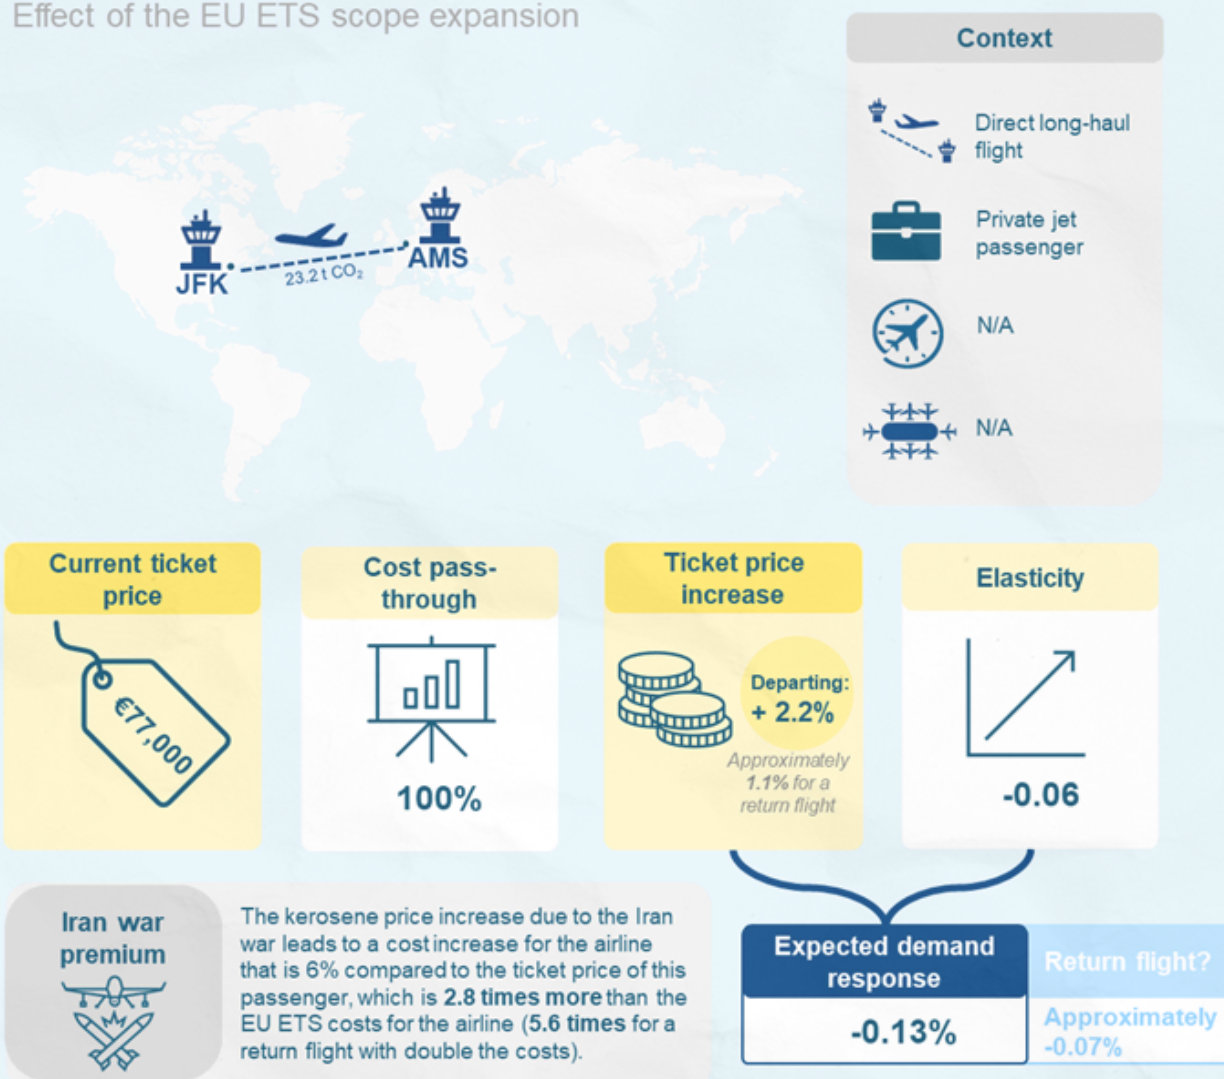 Effect of the EU ETS scope expansion
Context
Direct long-haul
flight
Private jet
passenger
N/A
N/A
JFK
23.2 t CO₂
AMS
Current ticket
price
€77,000
Cost pass-
through
100%
Ticket price
increase
Departing:
+ 2.2%
Approximately
1.1% for a
return flight
Elasticity
-0.06
Iran war
premium
The kerosene price increase due to the Iran
war leads to a cost increase for the airline
that is 6% compared to the ticket price of this
passenger, which is 2.8 times more than the
EU ETS costs for the airline (5.6 times for a
return flight with double the costs).
Expected demand
response
-0.13%
Return flight?
Approximately
-0.07%